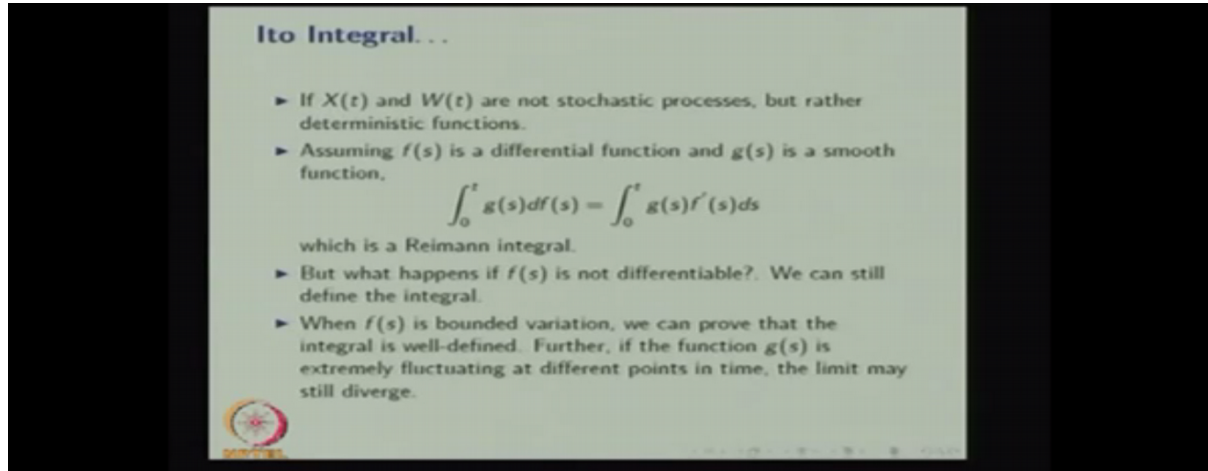 Ito Integral...
► If X(t) and W(t) are not stochastic processes, but rather
deterministic functions.
► Assuming f(s) is a differential function and g(s) is a smooth
function,
∫₀ᵗ g(s)df(s) = ∫₀ᵗ g(s)f′(s)ds
which is a Reimann integral.
► But what happens if f(s) is not differentiable?. We can still
define the integral.
► When f(s) is bounded variation, we can prove that the
integral is well-defined. Further, if the function g(s) is
extremely fluctuating at different points in time, the limit may
still diverge.
NPTEL